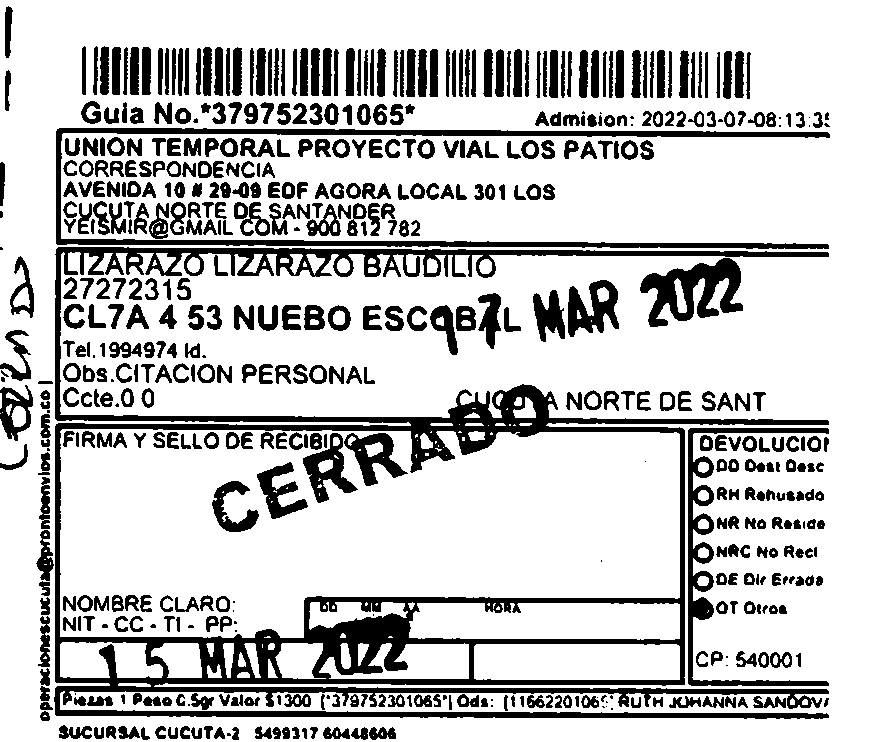 Guia No.*379752301065*
Admision: 2022-03-07-08:13:35
UNION TEMPORAL PROYECTO VIAL LOS PATIOS
CORRESPONDENCIA
AVENIDA 10 # 29-09 EDF AGORA LOCAL 301 LOS
CUCUTA NORTE DE SANTANDER
YEISMIR@GMAIL COM - 900 812 782
LIZARAZO LIZARAZO BAUDILIO
27272315
CL7A 4 53 NUEBO ESCOBAL
17 MAR 2022
Tel.1994974 Id.
Obs.CITACION PERSONAL
Ccte.0 0
CUCUTA NORTE DE SANT
CERRADO
FIRMA Y SELLO DE RECIBIDO
DEVOLUCION
DD Dest Desc
RH Rehusado
NR No Reside
NRC No Recl
DE Dir Errada
OT Otros
CP: 540001
NOMBRE CLARO:
NIT - CC - TI - PP:
DD MM AA HORA
15 MAR 2022
Piezas 1 Peso C.5gr Valor $1300 [*379752301065*] Ods: [11662201065] RUTH JOHANNA SANDOVA
SUCURSAL CUCUTA-2 5499317 60448606
operacionescucuta@prontoenvios.com.co